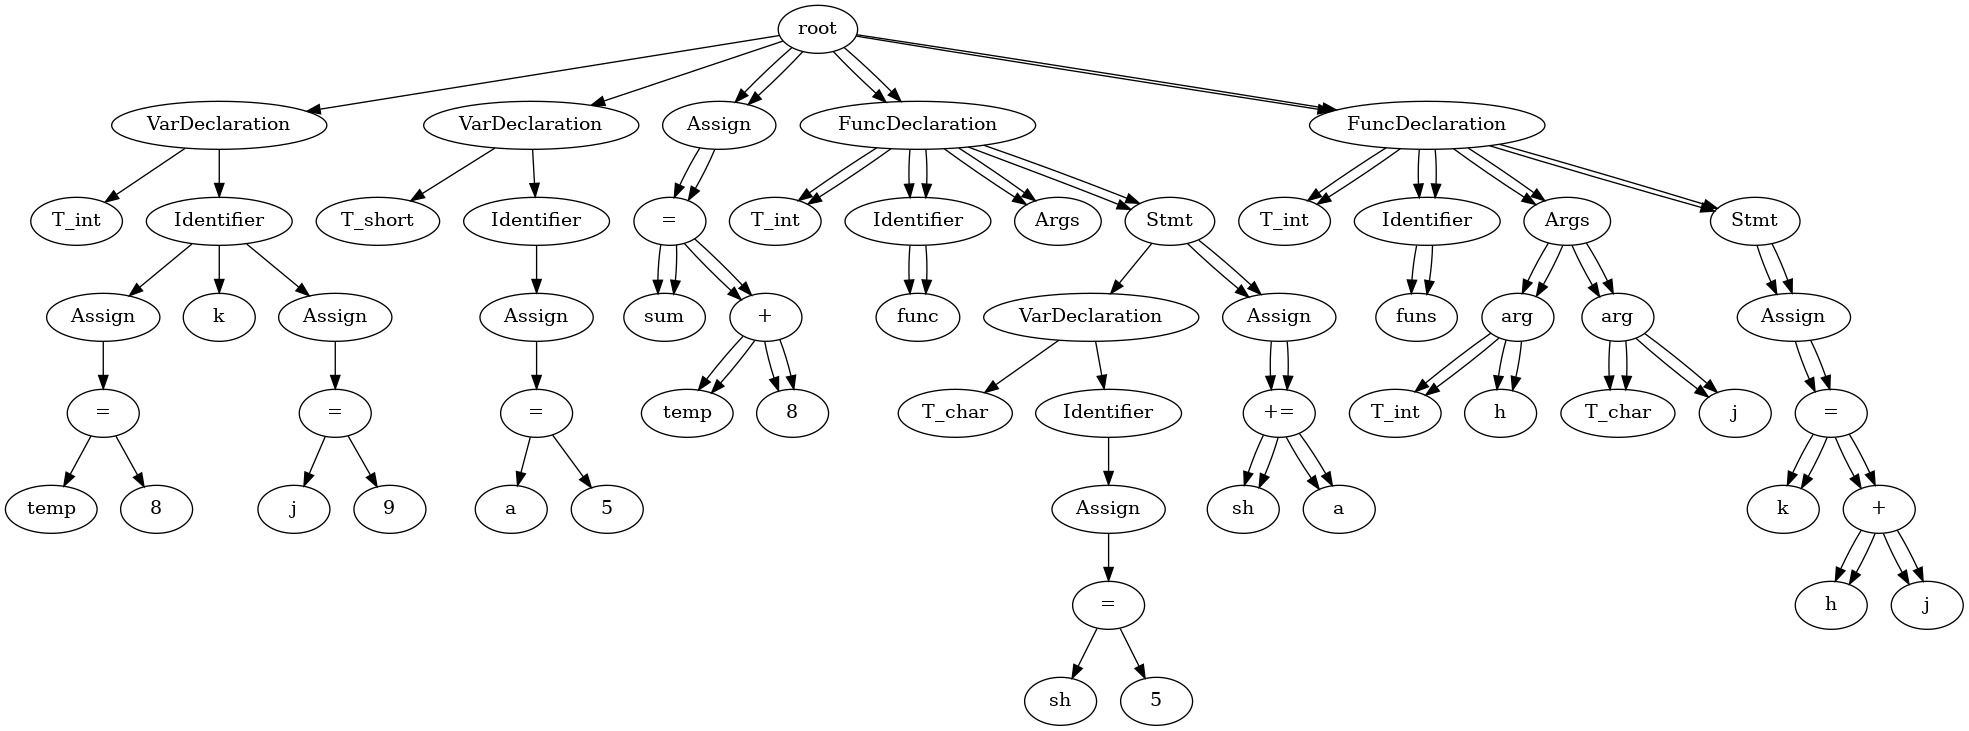 root
VarDeclaration VarDeclaration Assign FuncDeclaration FuncDeclaration
T_int Identifier T_short Identifier = T_int Identifier Args Stmt T_int Identifier Args Stmt
Assign k Assign Assign sum + func VarDeclaration Assign funs arg arg Assign
= = = temp 8 T_char Identifier += T_int h T_char j =
temp 8 j 9 a 5 Assign sh a k +
= h j
sh 5